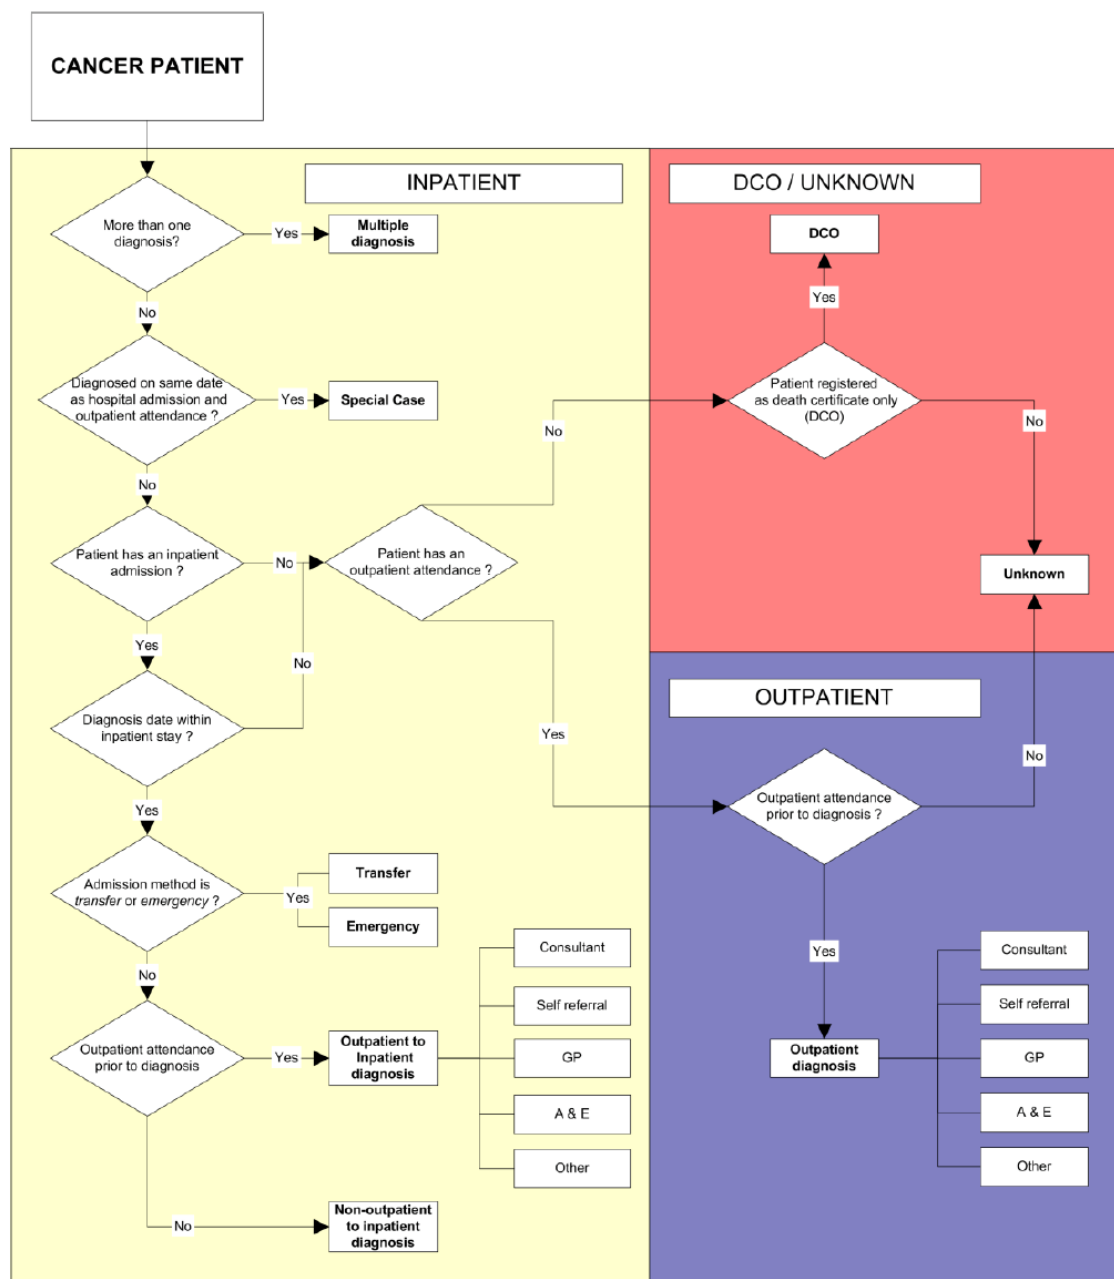 CANCER PATIENT
INPATIENT
DCO / UNKNOWN
More than one
diagnosis?
Yes
Multiple
diagnosis
DCO
Yes
No
Diagnosed on same date
as hospital admission and
outpatient attendance ?
Yes
Special Case
Patient registered
as death certificate only
(DCO)
No
No
No
Patient has an inpatient
admission ?
No
Patient has an
outpatient attendance ?
Unknown
Yes
No
Diagnosis date within
inpatient stay ?
OUTPATIENT
Yes
No
Yes
Outpatient attendance
prior to diagnosis ?
Admission method is
transfer or emergency ?
Yes
Transfer
Emergency
No
Consultant
Self referral
GP
A & E
Other
Yes
Consultant
Self referral
GP
A & E
Other
Outpatient attendance
prior to diagnosis
Yes
Outpatient to
Inpatient
diagnosis
Outpatient
diagnosis
No
Non-outpatient
to inpatient
diagnosis